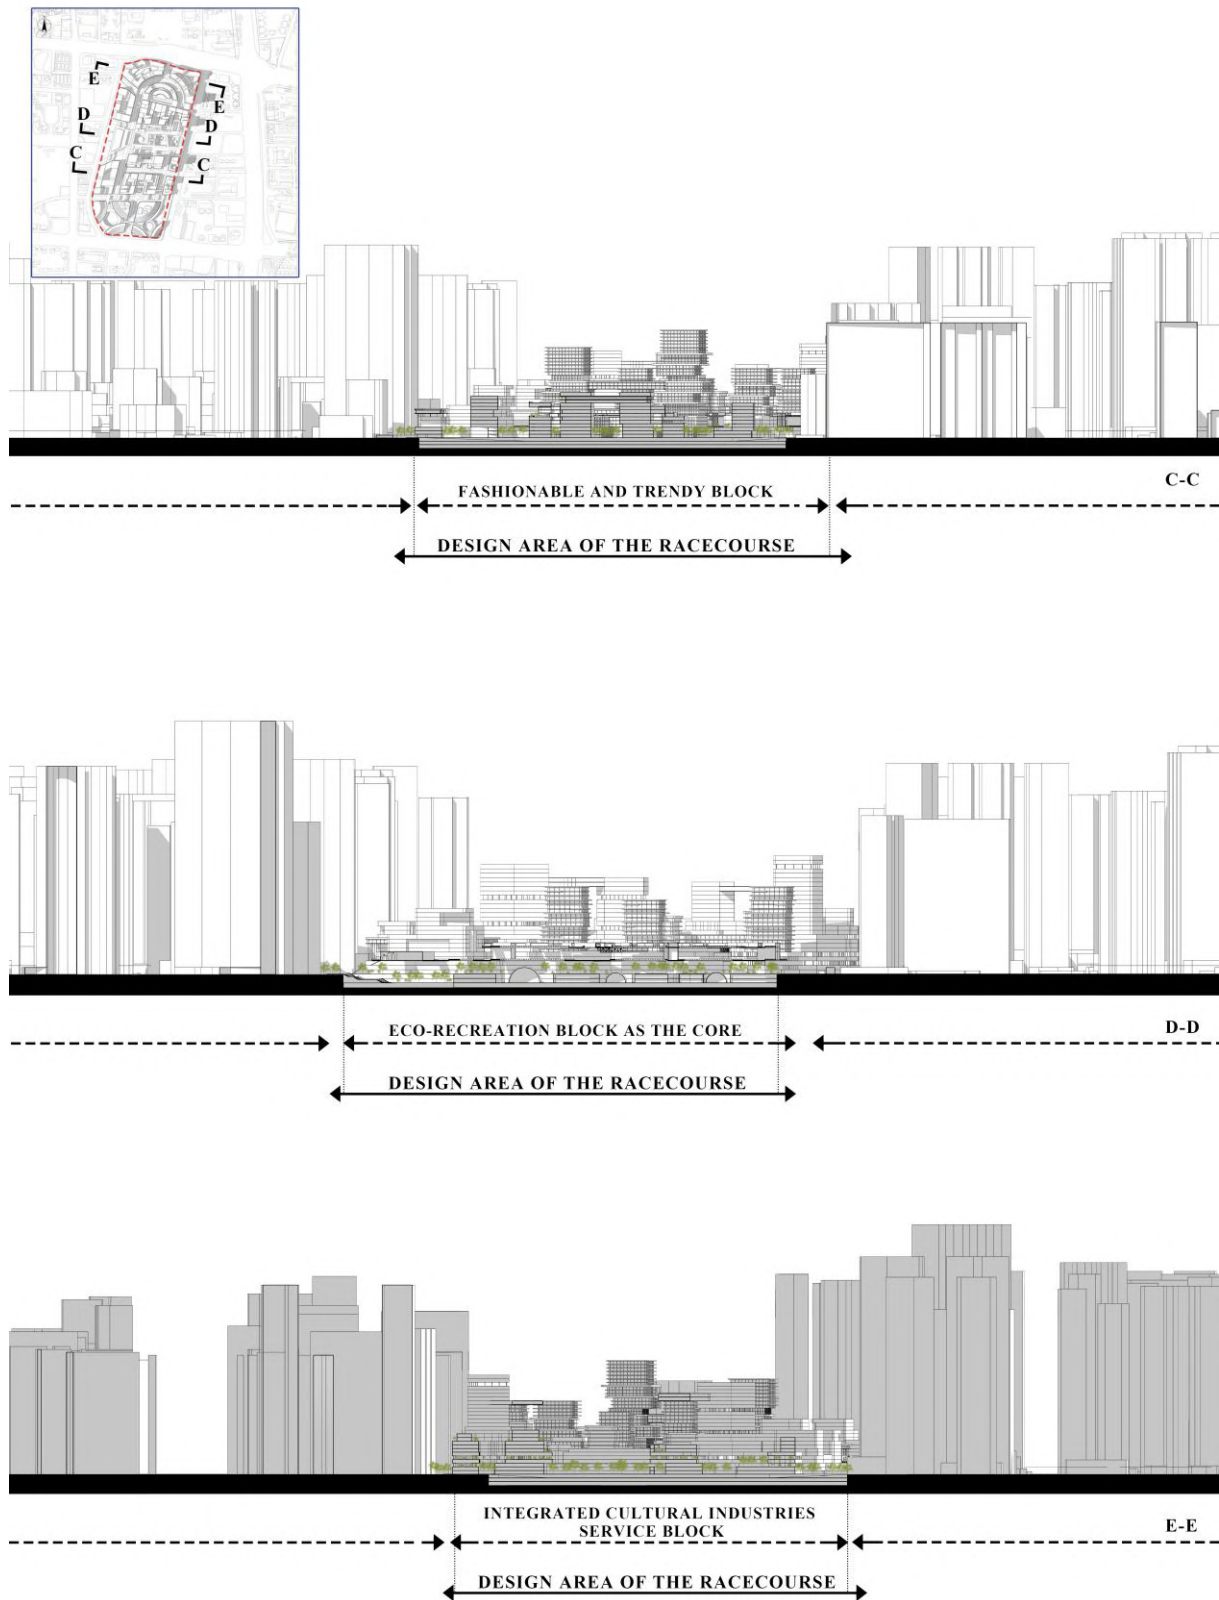 E
E
D
D
C
C
C-C
FASHIONABLE AND TRENDY BLOCK
DESIGN AREA OF THE RACECOURSE
D-D
ECO-RECREATION BLOCK AS THE CORE
DESIGN AREA OF THE RACECOURSE
INTEGRATED CULTURAL INDUSTRIES
SERVICE BLOCK
E-E
DESIGN AREA OF THE RACECOURSE